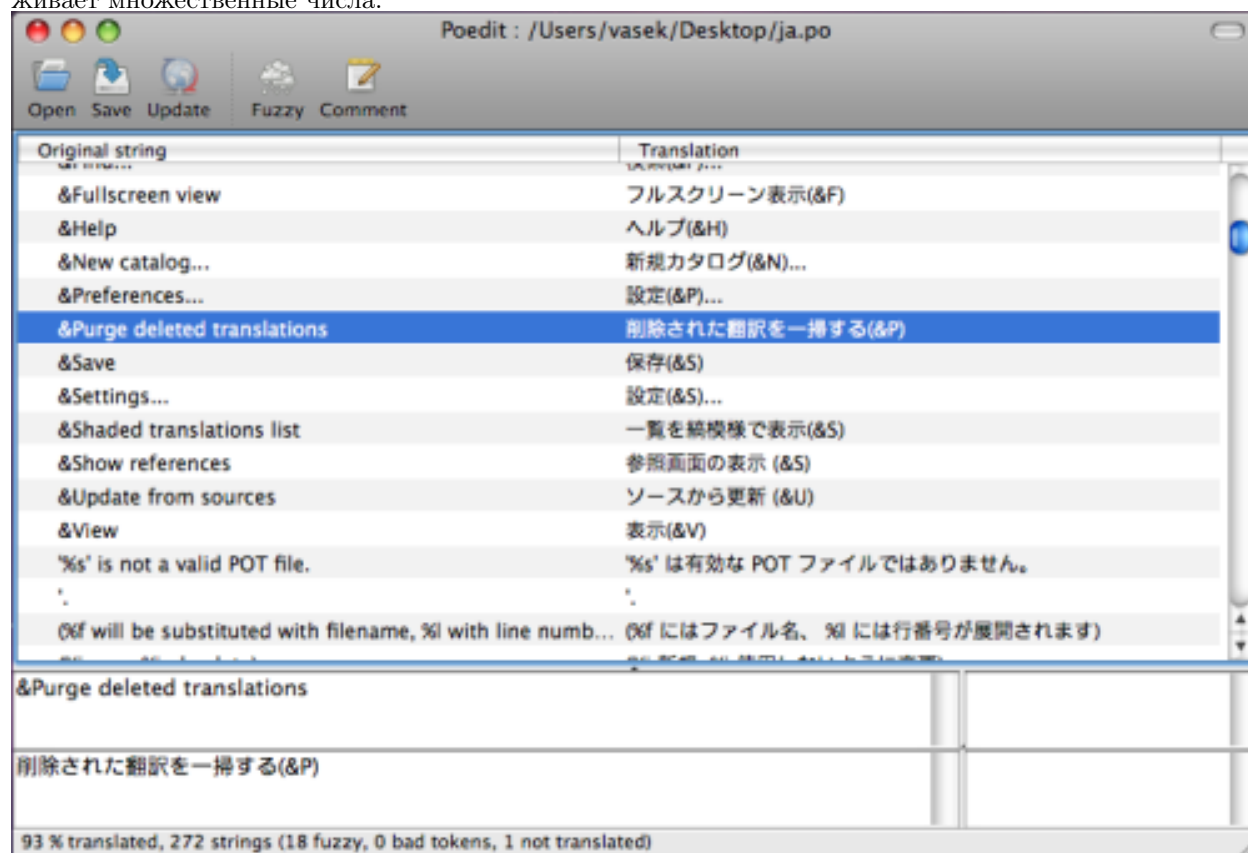 живает множественные числа.
Poedit : /Users/vasek/Desktop/ja.po
Open Save Update Fuzzy Comment
Original string Translation
&Fullscreen view フルスクリーン表示(&F)
&Help ヘルプ(&H)
&New catalog... 新規カタログ(&N)...
&Preferences... 設定(&P)...
&Purge deleted translations 削除された翻訳を一掃する(&P)
&Save 保存(&S)
&Settings... 設定(&S)...
&Shaded translations list 一覧を縞模様で表示(&S)
&Show references 参照画面の表示 (&S)
&Update from sources ソースから更新 (&U)
&View 表示(&V)
'%s' is not a valid POT file. '%s' は有効な POT ファイルではありません。
'. '.
(%f will be substituted with filename, %l with line numb... (%f にはファイル名、 %l には行番号が展開されます)
&Purge deleted translations
削除された翻訳を一掃する(&P)
93 % translated, 272 strings (18 fuzzy, 0 bad tokens, 1 not translated)